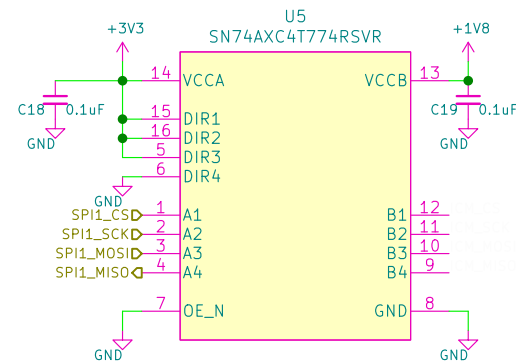 U5
SN74AXC4T774RSVR
+3V3
+1V8
14 VCCA VCCB 13
C18 0.1uF
C19 0.1uF
GND
GND
15 DIR1
16 DIR2
5 DIR3
6 DIR4
GND
SPI1_CS 1 A1 B1 12
SPI1_SCK 2 A2 B2 11
SPI1_MOSI 3 A3 B3 10
SPI1_MISO 4 A4 B4 9
7 OE_N GND 8
GND
GND